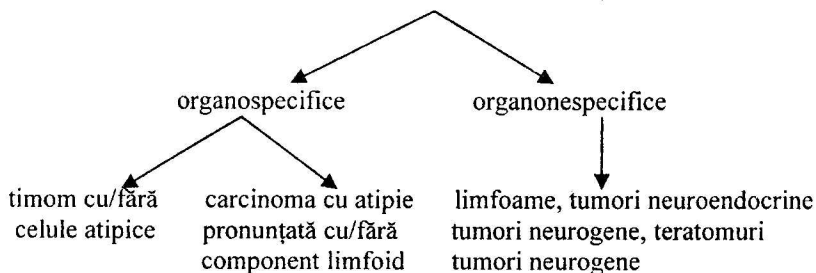 organospecifice
organonespecifice
timom cu/fără
celule atipice
carcinoma cu atipie
pronunțată cu/fără
component limfoid
limfoame, tumori neuroendocrine
tumori neurogene, teratomuri
tumori neurogene